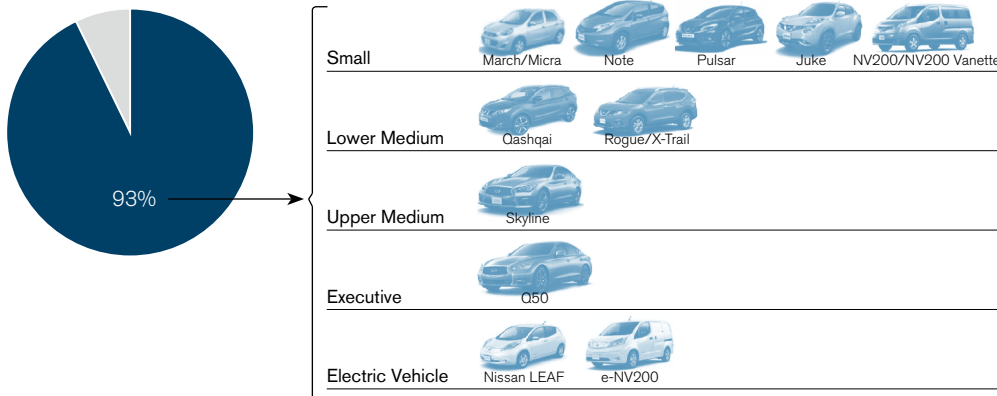 Small
March/Micra Note Pulsar Juke NV200/NV200 Vanette
Lower Medium
Qashqai Rogue/X-Trail
93%
Upper Medium
Skyline
Executive
Q50
Electric Vehicle
Nissan LEAF e-NV200